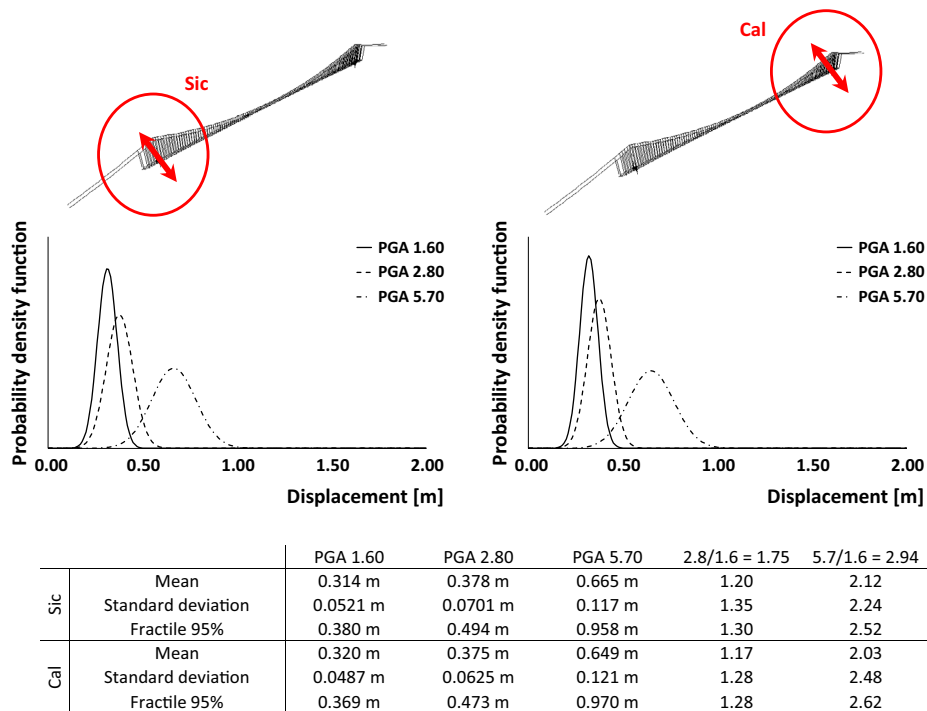 Sic
Cal
Probability density function
PGA 1.60
PGA 2.80
PGA 5.70
0.00 0.50 1.00 1.50 2.00
Displacement [m]
Probability density function
PGA 1.60
PGA 2.80
PGA 5.70
0.00 0.50 1.00 1.50 2.00
Displacement [m]
PGA 1.60 PGA 2.80 PGA 5.70 2.8/1.6 = 1.75 5.7/1.6 = 2.94
Sic
Mean 0.314 m 0.378 m 0.665 m 1.20 2.12
Standard deviation 0.0521 m 0.0701 m 0.117 m 1.35 2.24
Fractile 95% 0.380 m 0.494 m 0.958 m 1.30 2.52
Cal
Mean 0.320 m 0.375 m 0.649 m 1.17 2.03
Standard deviation 0.0487 m 0.0625 m 0.121 m 1.28 2.48
Fractile 95% 0.369 m 0.473 m 0.970 m 1.28 2.62